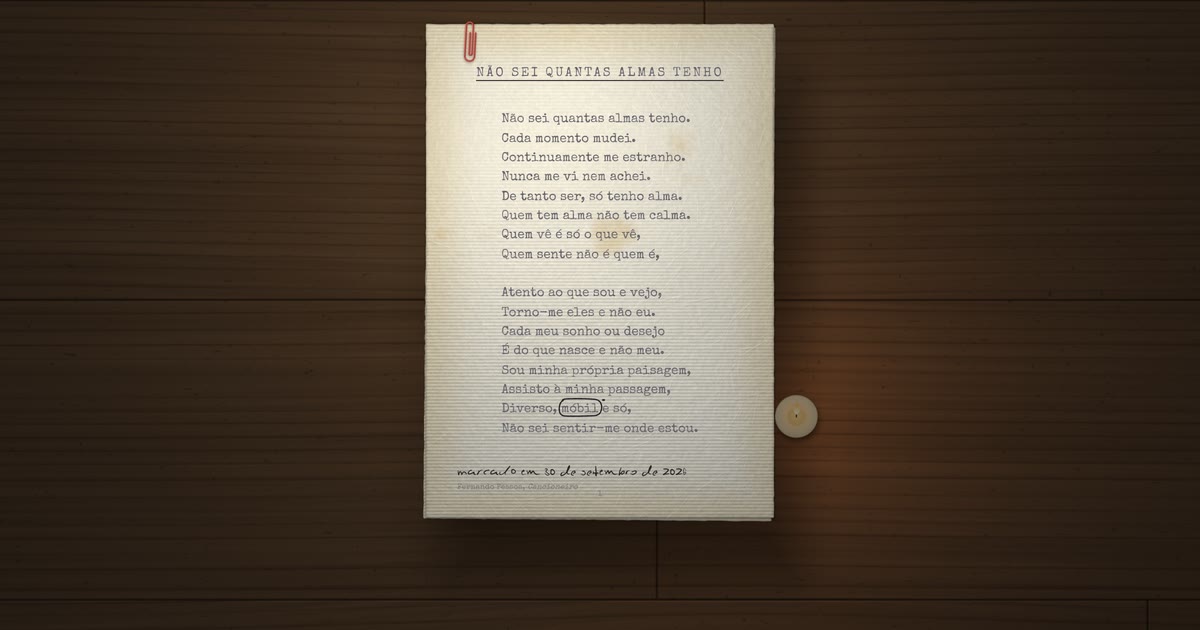 NÃO SEI QUANTAS ALMAS TENHO
Não sei quantas almas tenho.
Cada momento mudei.
Continuamente me estranho.
Nunca me vi nem achei.
De tanto ser, só tenho alma.
Quem tem alma não tem calma.
Quem vê é só o que vê,
Quem sente não é quem é,
Atento ao que sou e vejo,
Torno-me eles e não eu.
Cada meu sonho ou desejo
É do que nasce e não meu.
Sou minha própria paisagem,
Assisto à minha passagem,
Diverso, móbil e só,
Não sei sentir-me onde estou.
marcado em 30 de setembro de
Fernando Pessoa, Cancioneiro
1